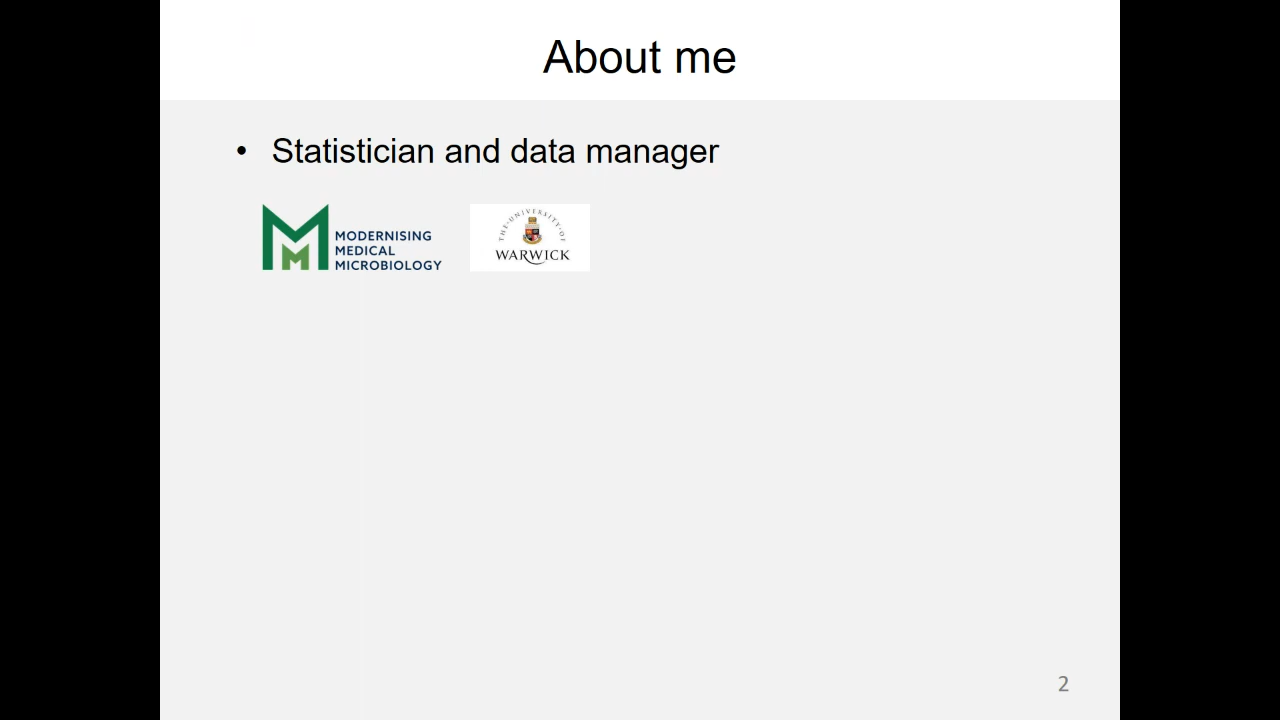 About me
• Statistician and data manager
MODERNISING
MEDICAL
MICROBIOLOGY
THE·UNIVERSITY·OF
WARWICK
2